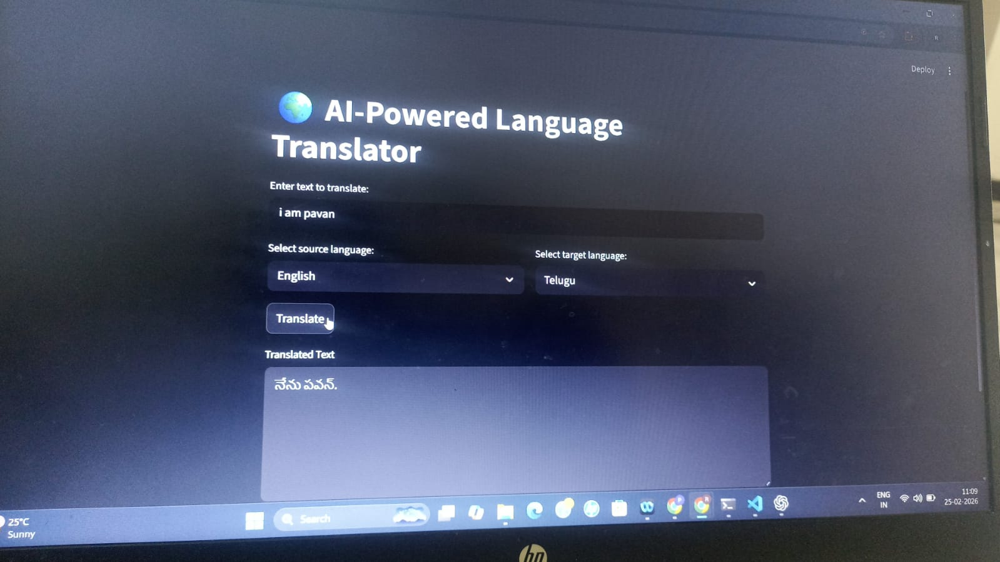 Deploy
AI-Powered Language
Translator
Enter text to translate:
i am pavan
Select source language:
Select target language:
English
Telugu
Translate
Translated Text
నేను పవన్.
25°C
Sunny
Search
ENG
IN
11:09
25-02-2026
hp